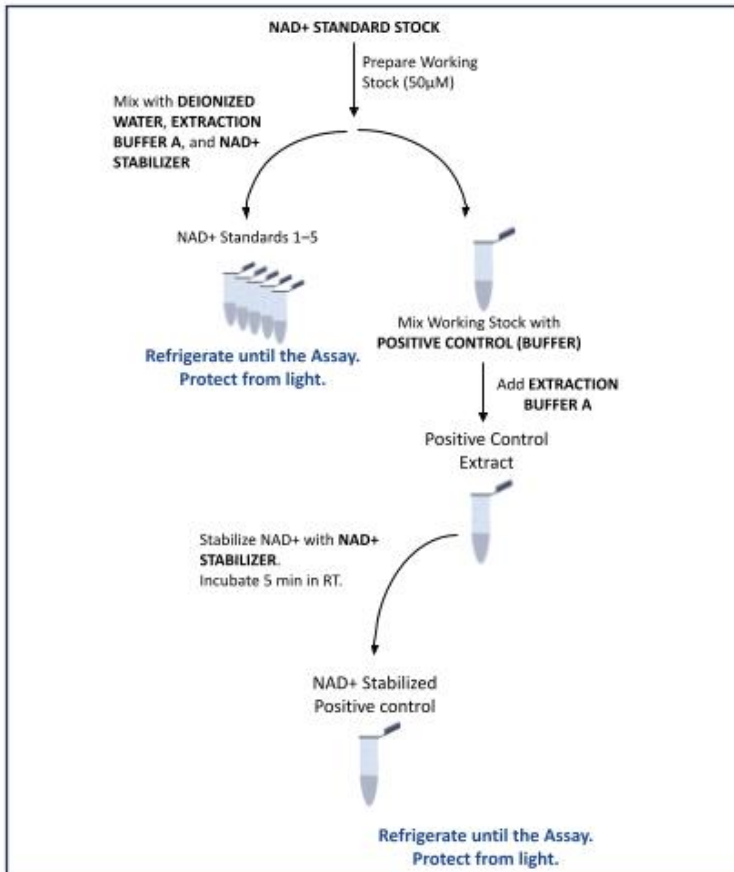 NAD+ STANDARD STOCK
Prepare Working
Stock (50µM)
Mix with DEIONIZED
WATER, EXTRACTION
BUFFER A, and NAD+
STABILIZER
NAD+ Standards 1–5
Refrigerate until the Assay.
Protect from light.
Mix Working Stock with
POSITIVE CONTROL (BUFFER)
Add EXTRACTION
BUFFER A
Positive Control
Extract
Stabilize NAD+ with NAD+
STABILIZER.
Incubate 5 min in RT.
NAD+ Stabilized
Positive control
Refrigerate until the Assay.
Protect from light.